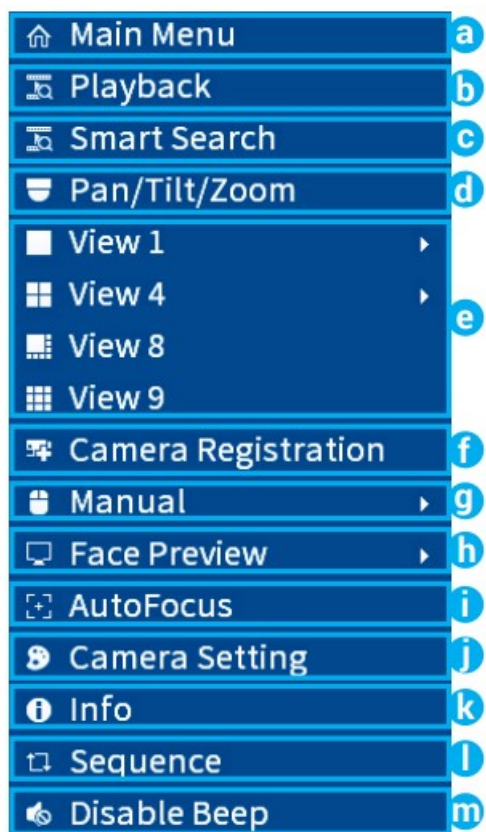 Main Menu a
Playback b
Smart Search c
Pan/Tilt/Zoom d
View 1
View 4
e
View 8
View 9
Camera Registration f
Manual g
Face Preview h
AutoFocus i
Camera Setting j
Info k
Sequence l
Disable Beep m